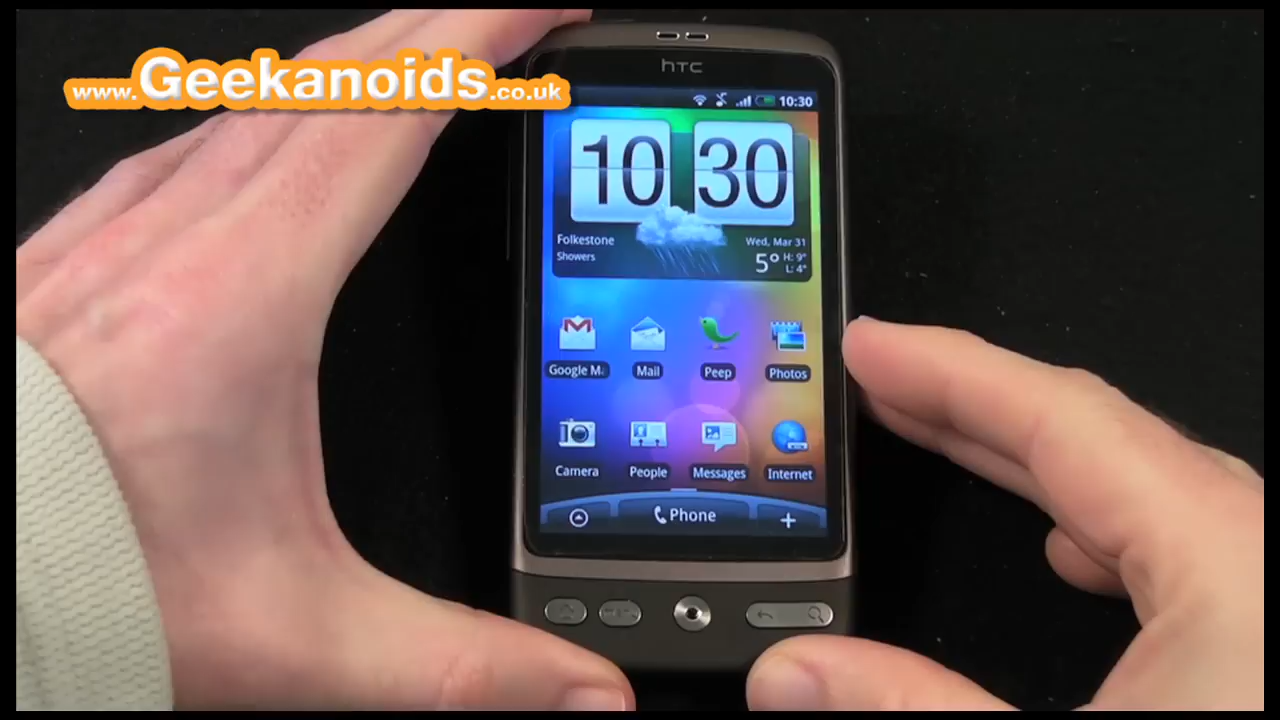 www.Geekanoids.co.uk
hTC
10:30
10 30
Folkestone
Wed, Mar 31
Showers
5° H: 9°
L: 4°
Google Ma
Mail
Peep
Photos
Camera
People
Messages
Internet
Phone